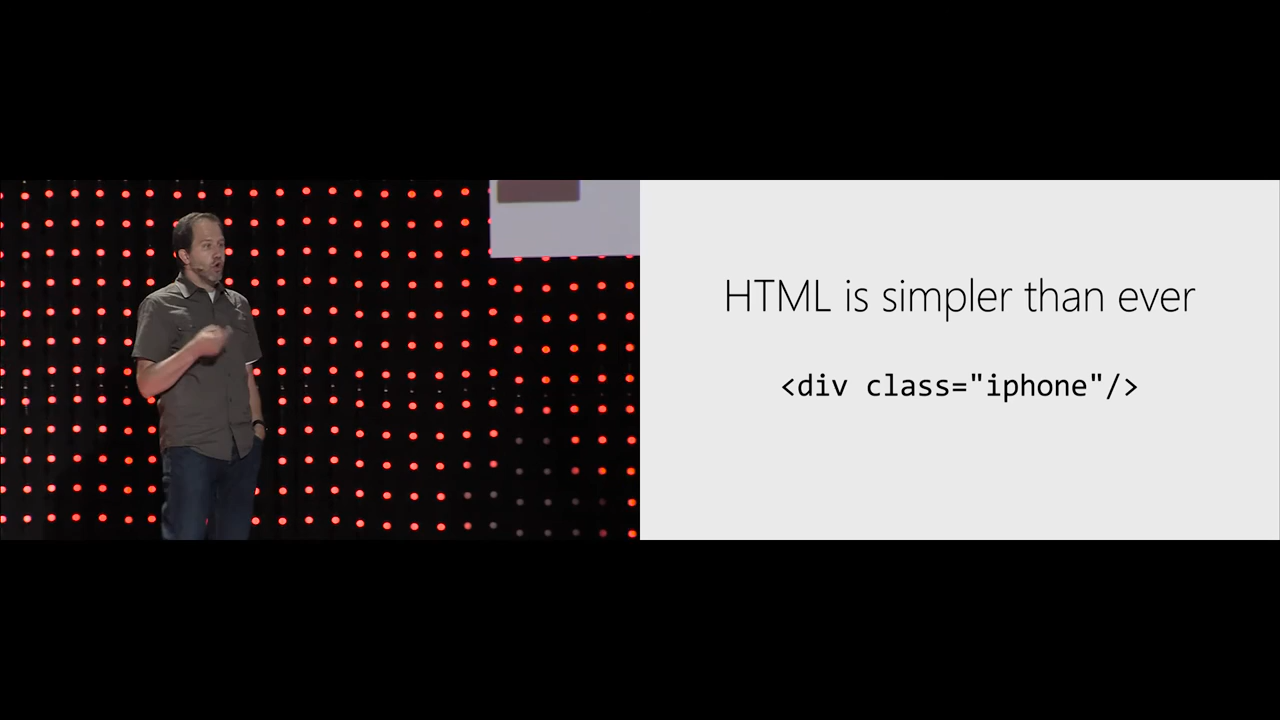 HTML is simpler than ever
<div class="iphone"/>